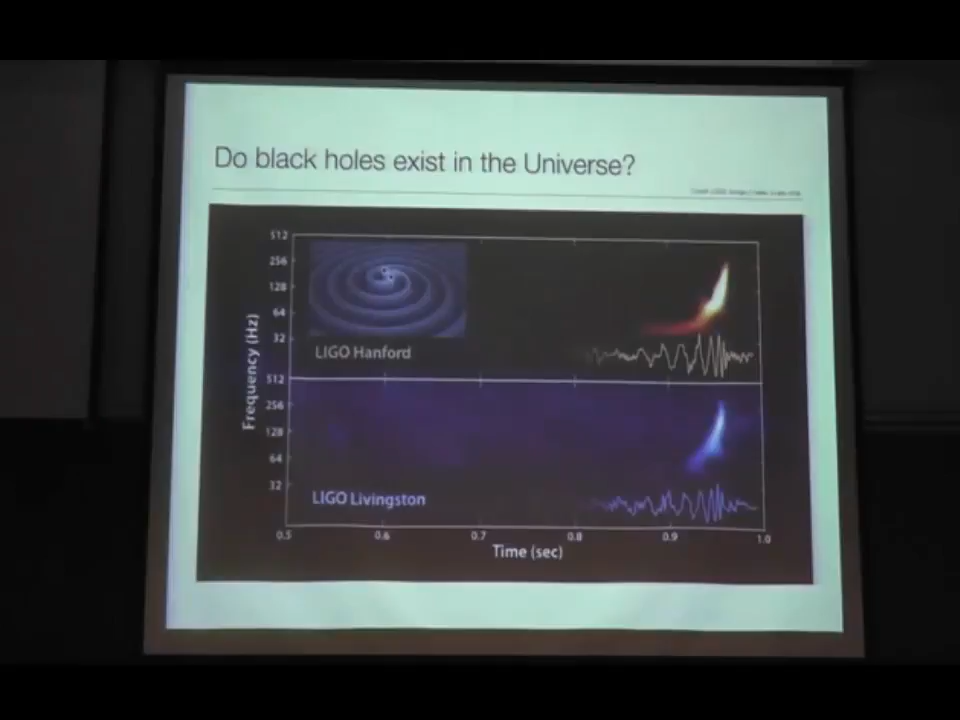 Do black holes exist in the Universe?
512
256
128
64
32
LIGO Hanford
Frequency (Hz)
512
256
128
64
32
LIGO Livingston
0.5 0.6 0.7 0.8 0.9 1.0
Time (sec)